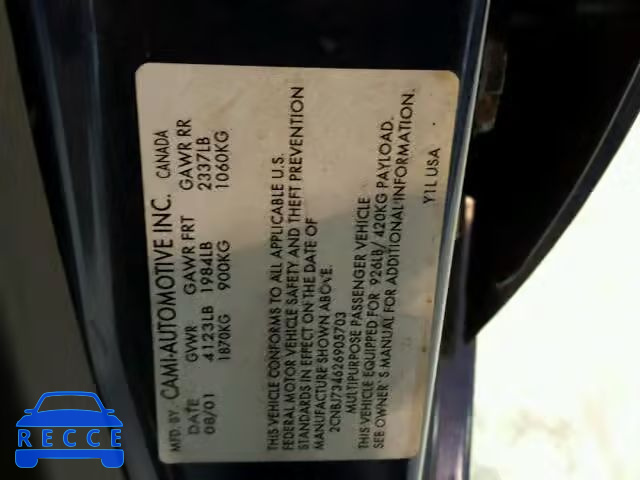 MFD. BY CAMI-AUTOMOTIVE INC. CANADA
DATE GVWR GAWR FRT GAWR RR
08/01 4123LB 1984LB 2337LB
1870KG 900KG 1060KG
THIS VEHICLE CONFORMS TO ALL APPLICABLE U.S.
FEDERAL MOTOR VEHICLE SAFETY AND THEFT PREVENTION
STANDARDS IN EFFECT ON THE DATE OF
MANUFACTURE SHOWN ABOVE.
2CNBJ734626905703
MULTIPURPOSE PASSENGER VEHICLE
THIS VEHICLE EQUIPPED FOR 926LB/ 420KG PAYLOAD.
SEE OWNER'S MANUAL FOR ADDITIONAL INFORMATION.
Y1L USA
RECCE